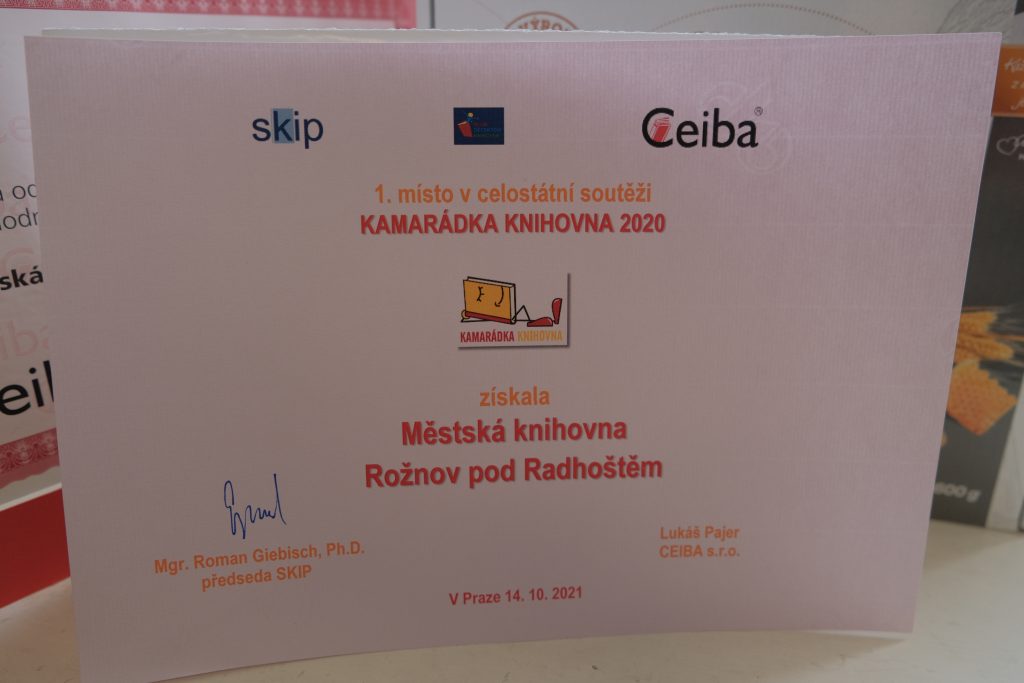 skip
Ceiba®
1. místo v celostátní soutěži
KAMARÁDKA KNIHOVNA 2020
KAMARÁDKA KNIHOVNA
získala
Městská knihovna
Rožnov pod Radhoštěm
Mgr. Roman Giebisch, Ph.D.
předseda SKIP
Lukáš Pajer
CEIBA s.r.o.
V Praze 14. 10. 2021